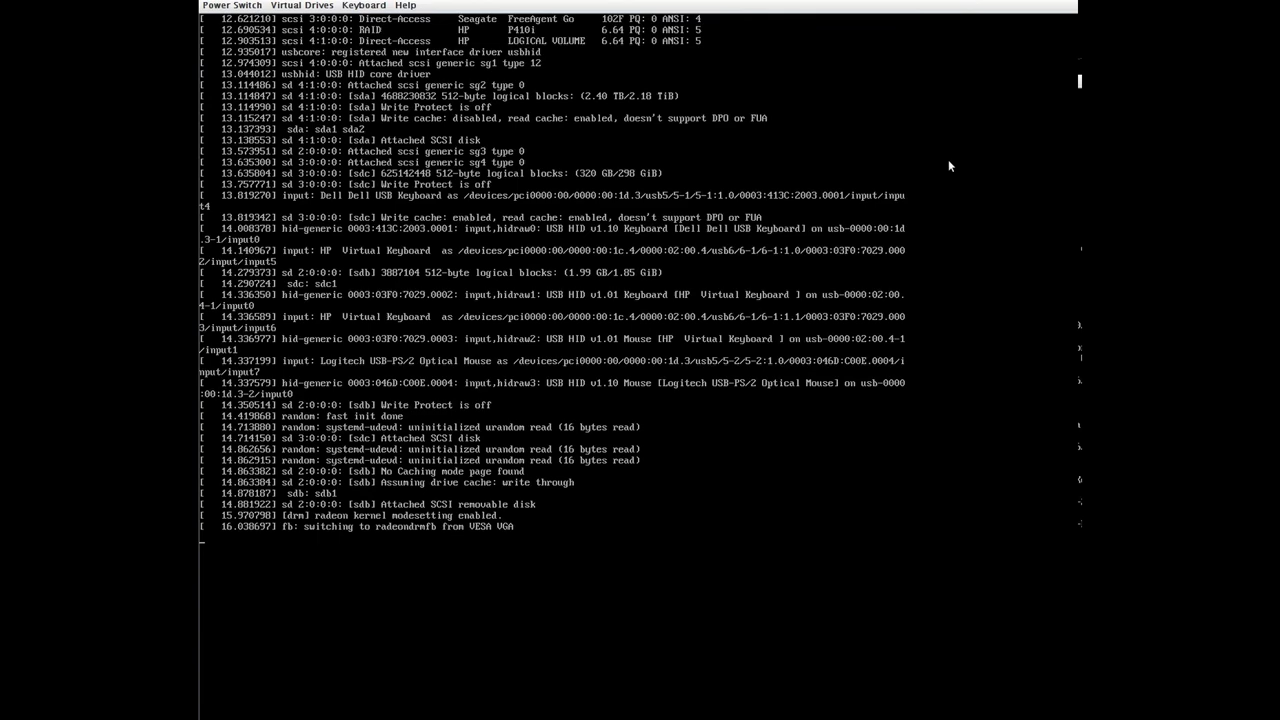 Power Switch Virtual Drives Keyboard Help
[   12.621210] scsi 3:0:0:0: Direct-Access     Seagate  FreeAgent Go     102F PQ: 0 ANSI: 4
[   12.690534] scsi 4:0:0:0: RAID              HP       P410i            6.64 PQ: 0 ANSI: 5
[   12.903513] scsi 4:1:0:0: Direct-Access     HP       LOGICAL VOLUME   6.64 PQ: 0 ANSI: 5
[   12.935017] usbcore: registered new interface driver usbhid
[   12.974309] scsi 4:0:0:0: Attached scsi generic sg1 type 12
[   13.044012] usbhid: USB HID core driver
[   13.114486] sd 4:1:0:0: Attached scsi generic sg2 type 0
[   13.114847] sd 4:1:0:0: [sda] 4688230832 512-byte logical blocks: (2.40 TB/2.18 TiB)
[   13.114990] sd 4:1:0:0: [sda] Write Protect is off
[   13.115247] sd 4:1:0:0: [sda] Write cache: disabled, read cache: enabled, doesn't support DPO or FUA
[   13.137393]  sda: sda1 sda2
[   13.138553] sd 4:1:0:0: [sda] Attached SCSI disk
[   13.573951] sd 2:0:0:0: Attached scsi generic sg3 type 0
[   13.635300] sd 3:0:0:0: Attached scsi generic sg4 type 0
[   13.635804] sd 3:0:0:0: [sdc] 625142448 512-byte logical blocks: (320 GB/298 GiB)
[   13.757771] sd 3:0:0:0: [sdc] Write Protect is off
[   13.819270] input: Dell Dell USB Keyboard as /devices/pci0000:00/0000:00:1d.3/usb5/5-1/5-1:1.0/0003:413C:2003.0001/input/inpu
t4
[   13.819342] sd 3:0:0:0: [sdc] Write cache: enabled, read cache: enabled, doesn't support DPO or FUA
[   14.008378] hid-generic 0003:413C:2003.0001: input,hidraw0: USB HID v1.10 Keyboard [Dell Dell USB Keyboard] on usb-0000:00:1d
.3-1/input0
[   14.140967] input: HP  Virtual Keyboard  as /devices/pci0000:00/0000:00:1c.4/0000:02:00.4/usb6/6-1/6-1:1.0/0003:03F0:7029.000
2/input/input5
[   14.279373] sd 2:0:0:0: [sdb] 3887104 512-byte logical blocks: (1.99 GB/1.85 GiB)
[   14.290724]  sdc: sdc1
[   14.336350] hid-generic 0003:03F0:7029.0002: input,hidraw1: USB HID v1.01 Keyboard [HP  Virtual Keyboard ] on usb-0000:02:00.
4-1/input0
[   14.336589] input: HP  Virtual Keyboard  as /devices/pci0000:00/0000:00:1c.4/0000:02:00.4/usb6/6-1/6-1:1.1/0003:03F0:7029.000
3/input/input6
[   14.336977] hid-generic 0003:03F0:7029.0003: input,hidraw2: USB HID v1.01 Mouse [HP  Virtual Keyboard ] on usb-0000:02:00.4-1
/input1
[   14.337199] input: Logitech USB-PS/2 Optical Mouse as /devices/pci0000:00/0000:00:1d.3/usb5/5-2/5-2:1.0/0003:046D:C00E.0004/i
nput/input7
[   14.337579] hid-generic 0003:046D:C00E.0004: input,hidraw3: USB HID v1.10 Mouse [Logitech USB-PS/2 Optical Mouse] on usb-0000
:00:1d.3-2/input0
[   14.350514] sd 2:0:0:0: [sdb] Write Protect is off
[   14.419868] random: fast init done
[   14.713880] random: systemd-udevd: uninitialized urandom read (16 bytes read)
[   14.714150] sd 3:0:0:0: [sdc] Attached SCSI disk
[   14.862656] random: systemd-udevd: uninitialized urandom read (16 bytes read)
[   14.862915] random: systemd-udevd: uninitialized urandom read (16 bytes read)
[   14.863382] sd 2:0:0:0: [sdb] No Caching mode page found
[   14.863384] sd 2:0:0:0: [sdb] Assuming drive cache: write through
[   14.878187]  sdb: sdb1
[   14.881922] sd 2:0:0:0: [sdb] Attached SCSI removable disk
[   15.970798] [drm] radeon kernel modesetting enabled.
[   16.038697] fb: switching to radeondrmfb from VESA VGA